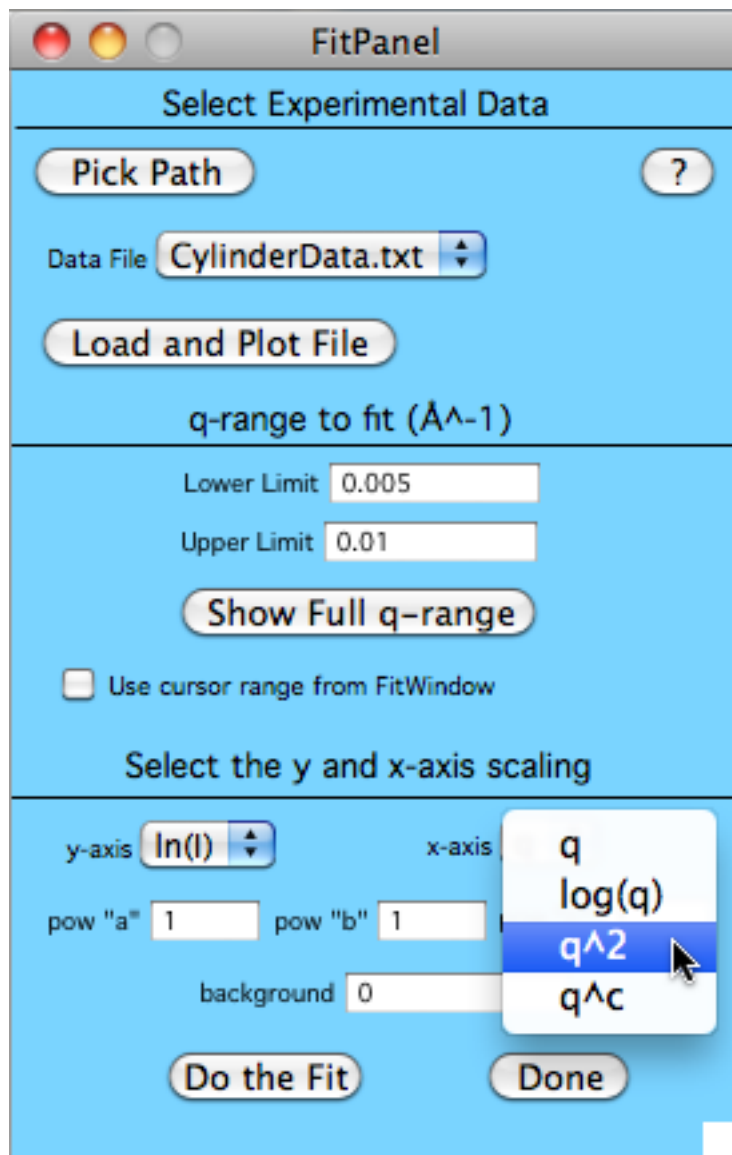 FitPanel
Select Experimental Data
Pick Path ?
Data File CylinderData.txt
Load and Plot File
q-range to fit (Å^-1)
Lower Limit 0.005
Upper Limit 0.01
Show Full q-range
Use cursor range from FitWindow
Select the y and x-axis scaling
y-axis ln(I) x-axis q
log(q)
pow "a" 1 pow "b" 1 q^2
background 0 q^c
Do the Fit Done